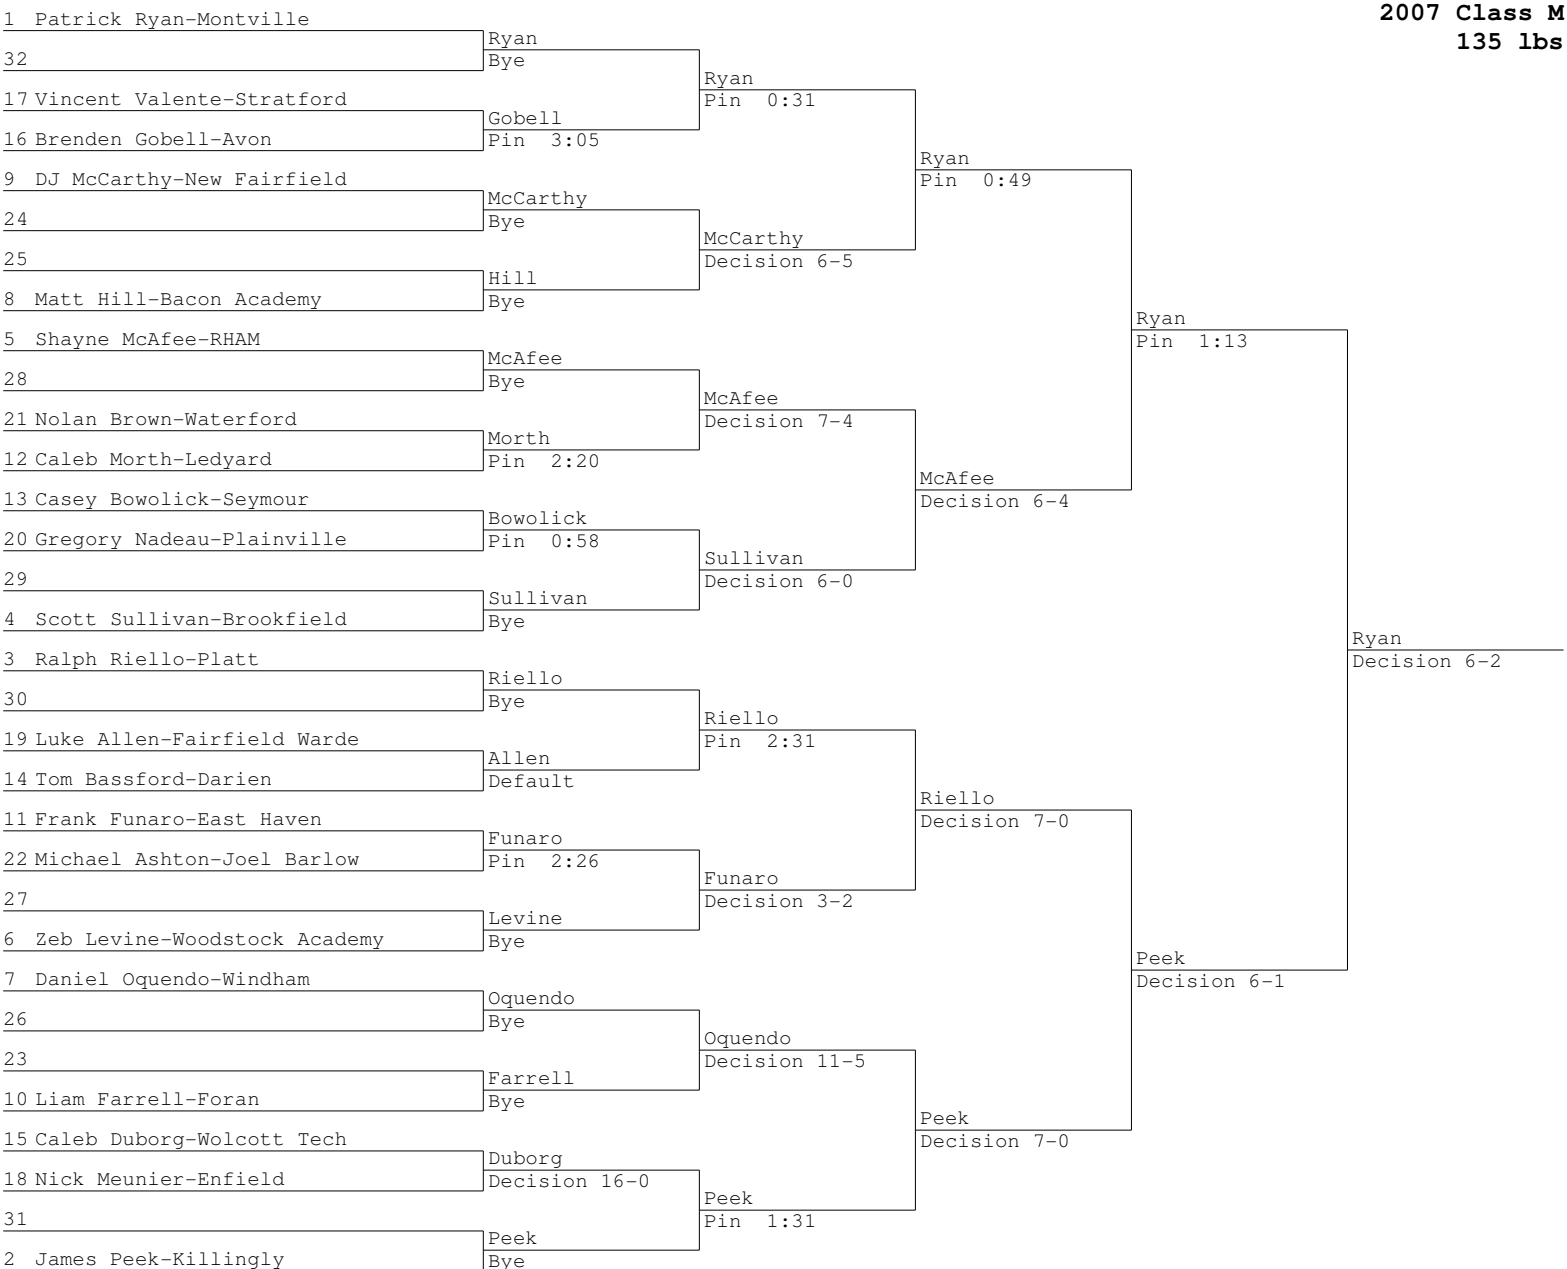 2007 Class M
135 lbs
1 Patrick Ryan-Montville
32
17 Vincent Valente-Stratford
16 Brenden Gobell-Avon
9 DJ McCarthy-New Fairfield
24
25
8 Matt Hill-Bacon Academy
5 Shayne McAfee-RHAM
28
21 Nolan Brown-Waterford
12 Caleb Morth-Ledyard
13 Casey Bowolick-Seymour
20 Gregory Nadeau-Plainville
29
4 Scott Sullivan-Brookfield
3 Ralph Riello-Platt
30
19 Luke Allen-Fairfield Warde
14 Tom Bassford-Darien
11 Frank Funaro-East Haven
22 Michael Ashton-Joel Barlow
27
6 Zeb Levine-Woodstock Academy
7 Daniel Oquendo-Windham
26
23
10 Liam Farrell-Foran
15 Caleb Duborg-Wolcott Tech
18 Nick Meunier-Enfield
31
2 James Peek-Killingly
Ryan
Bye
Gobell
Pin 3:05
McCarthy
Bye
Hill
Bye
McAfee
Bye
Morth
Pin 2:20
Bowolick
Pin 0:58
Sullivan
Bye
Riello
Bye
Allen
Default
Funaro
Pin 2:26
Levine
Bye
Oquendo
Bye
Farrell
Bye
Duborg
Decision 16-0
Peek
Bye
Ryan
Pin 0:31
McCarthy
Decision 6-5
McAfee
Decision 7-4
Sullivan
Decision 6-0
Riello
Pin 2:31
Funaro
Decision 3-2
Oquendo
Decision 11-5
Peek
Pin 1:31
Ryan
Pin 0:49
McAfee
Decision 6-4
Riello
Decision 7-0
Peek
Decision 7-0
Ryan
Pin 1:13
Peek
Decision 6-1
Ryan
Decision 6-2